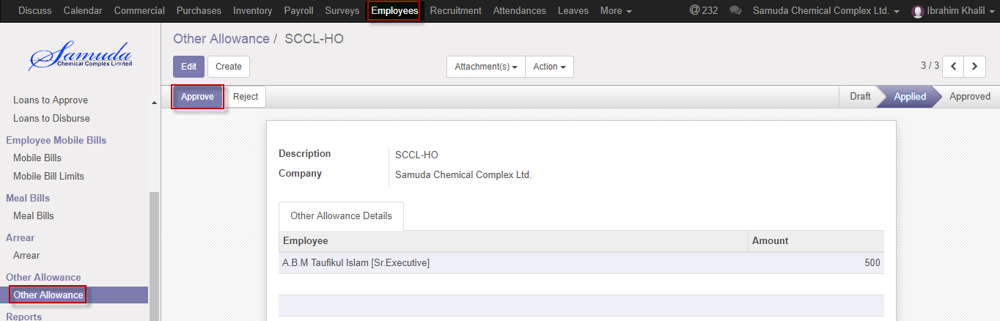 Discuss Calendar Commercial Purchases Inventory Payroll Surveys Employees Recruitment Attendances Leaves More @ 232 Samuda Chemical Complex Ltd. Ibrahim Khalil
Samuda
Chemical Complex Limited
Other Allowance / SCCL-HO
Edit Create Attachment(s) Action 3 / 3
Approve Reject Draft Applied Approved
Loans to Approve
Loans to Disburse
Employee Mobile Bills
Mobile Bills
Mobile Bill Limits
Meal Bills
Meal Bills
Arrear
Arrear
Other Allowance
Other Allowance
Reports
Description SCCL-HO
Company Samuda Chemical Complex Ltd.
Other Allowance Details
Employee Amount
A.B.M Taufikul Islam [Sr.Executive] 500